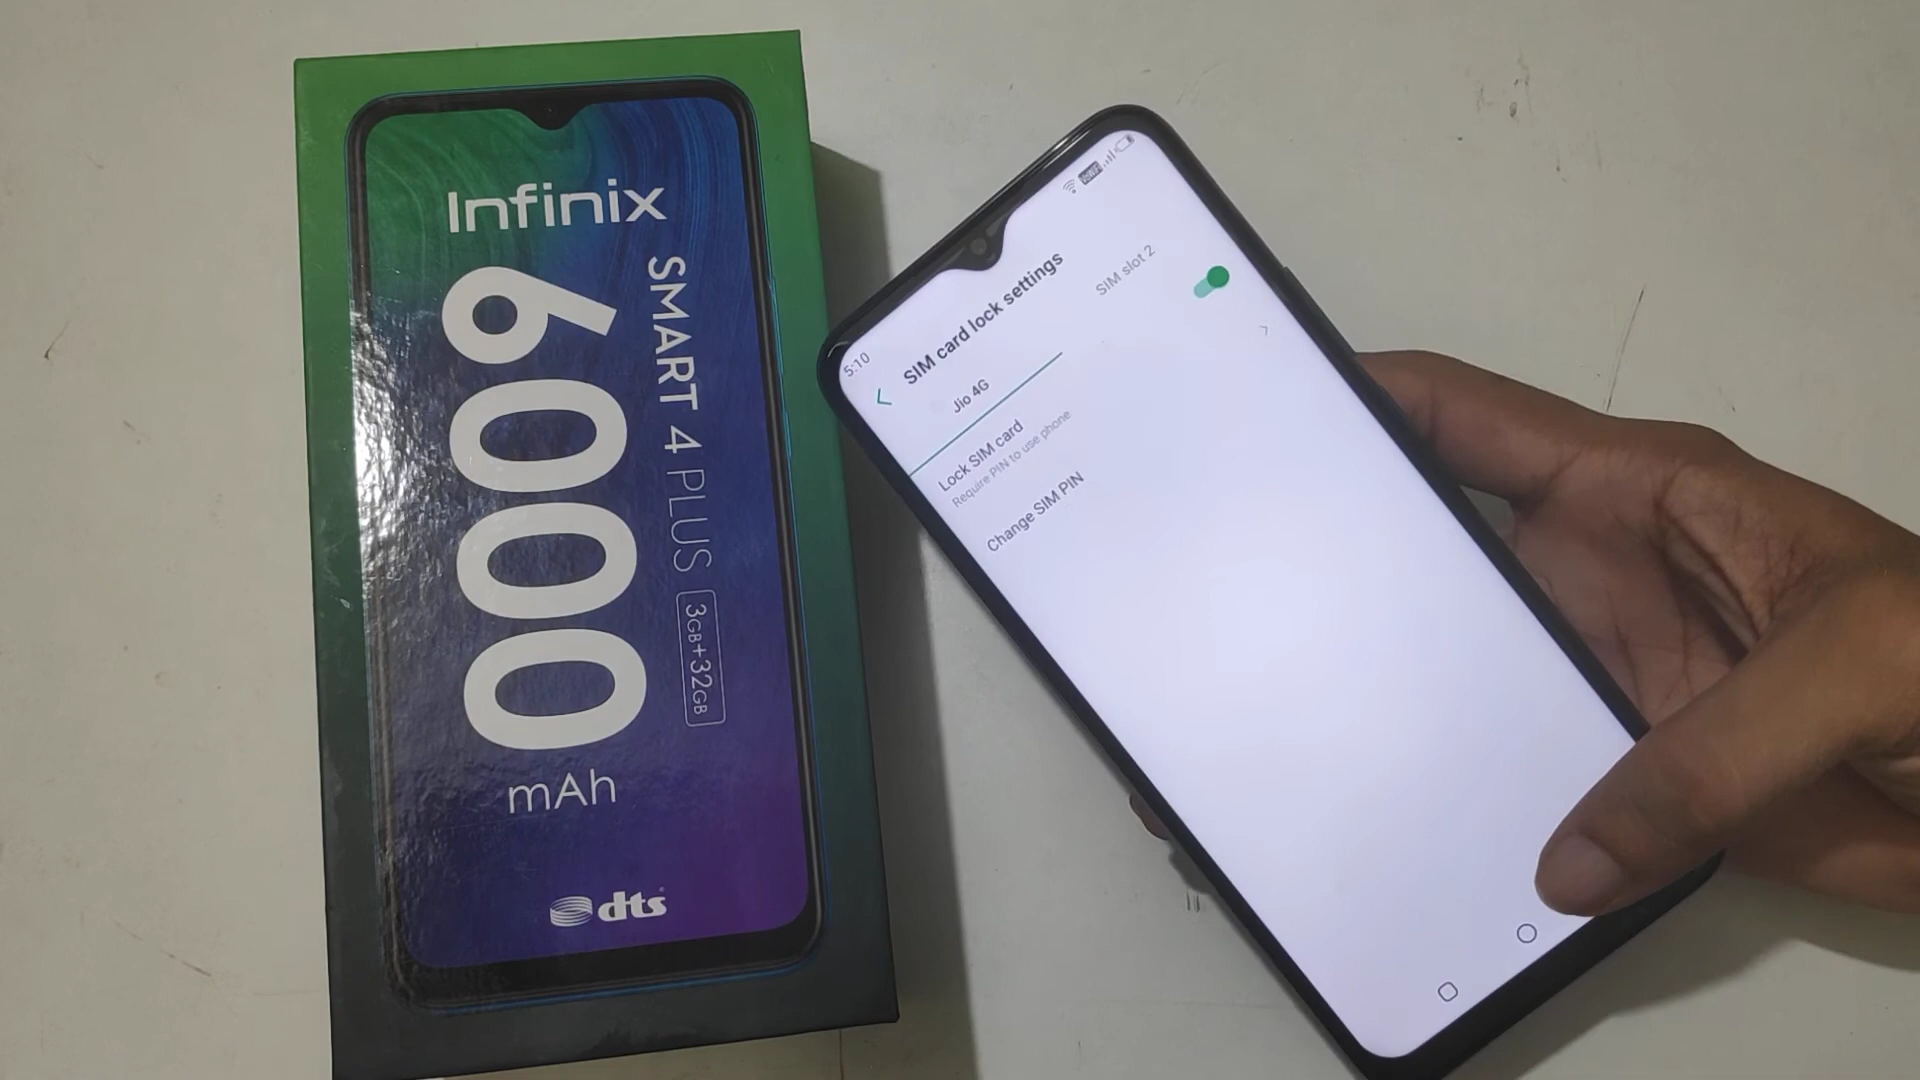 Infinix
SMART 4 PLUS 3GB+32GB
6000
mAh
dts
5:10
SIM card lock settings
Jio 4G
SIM slot 2
Lock SIM card
Require PIN to use phone
Change SIM PIN